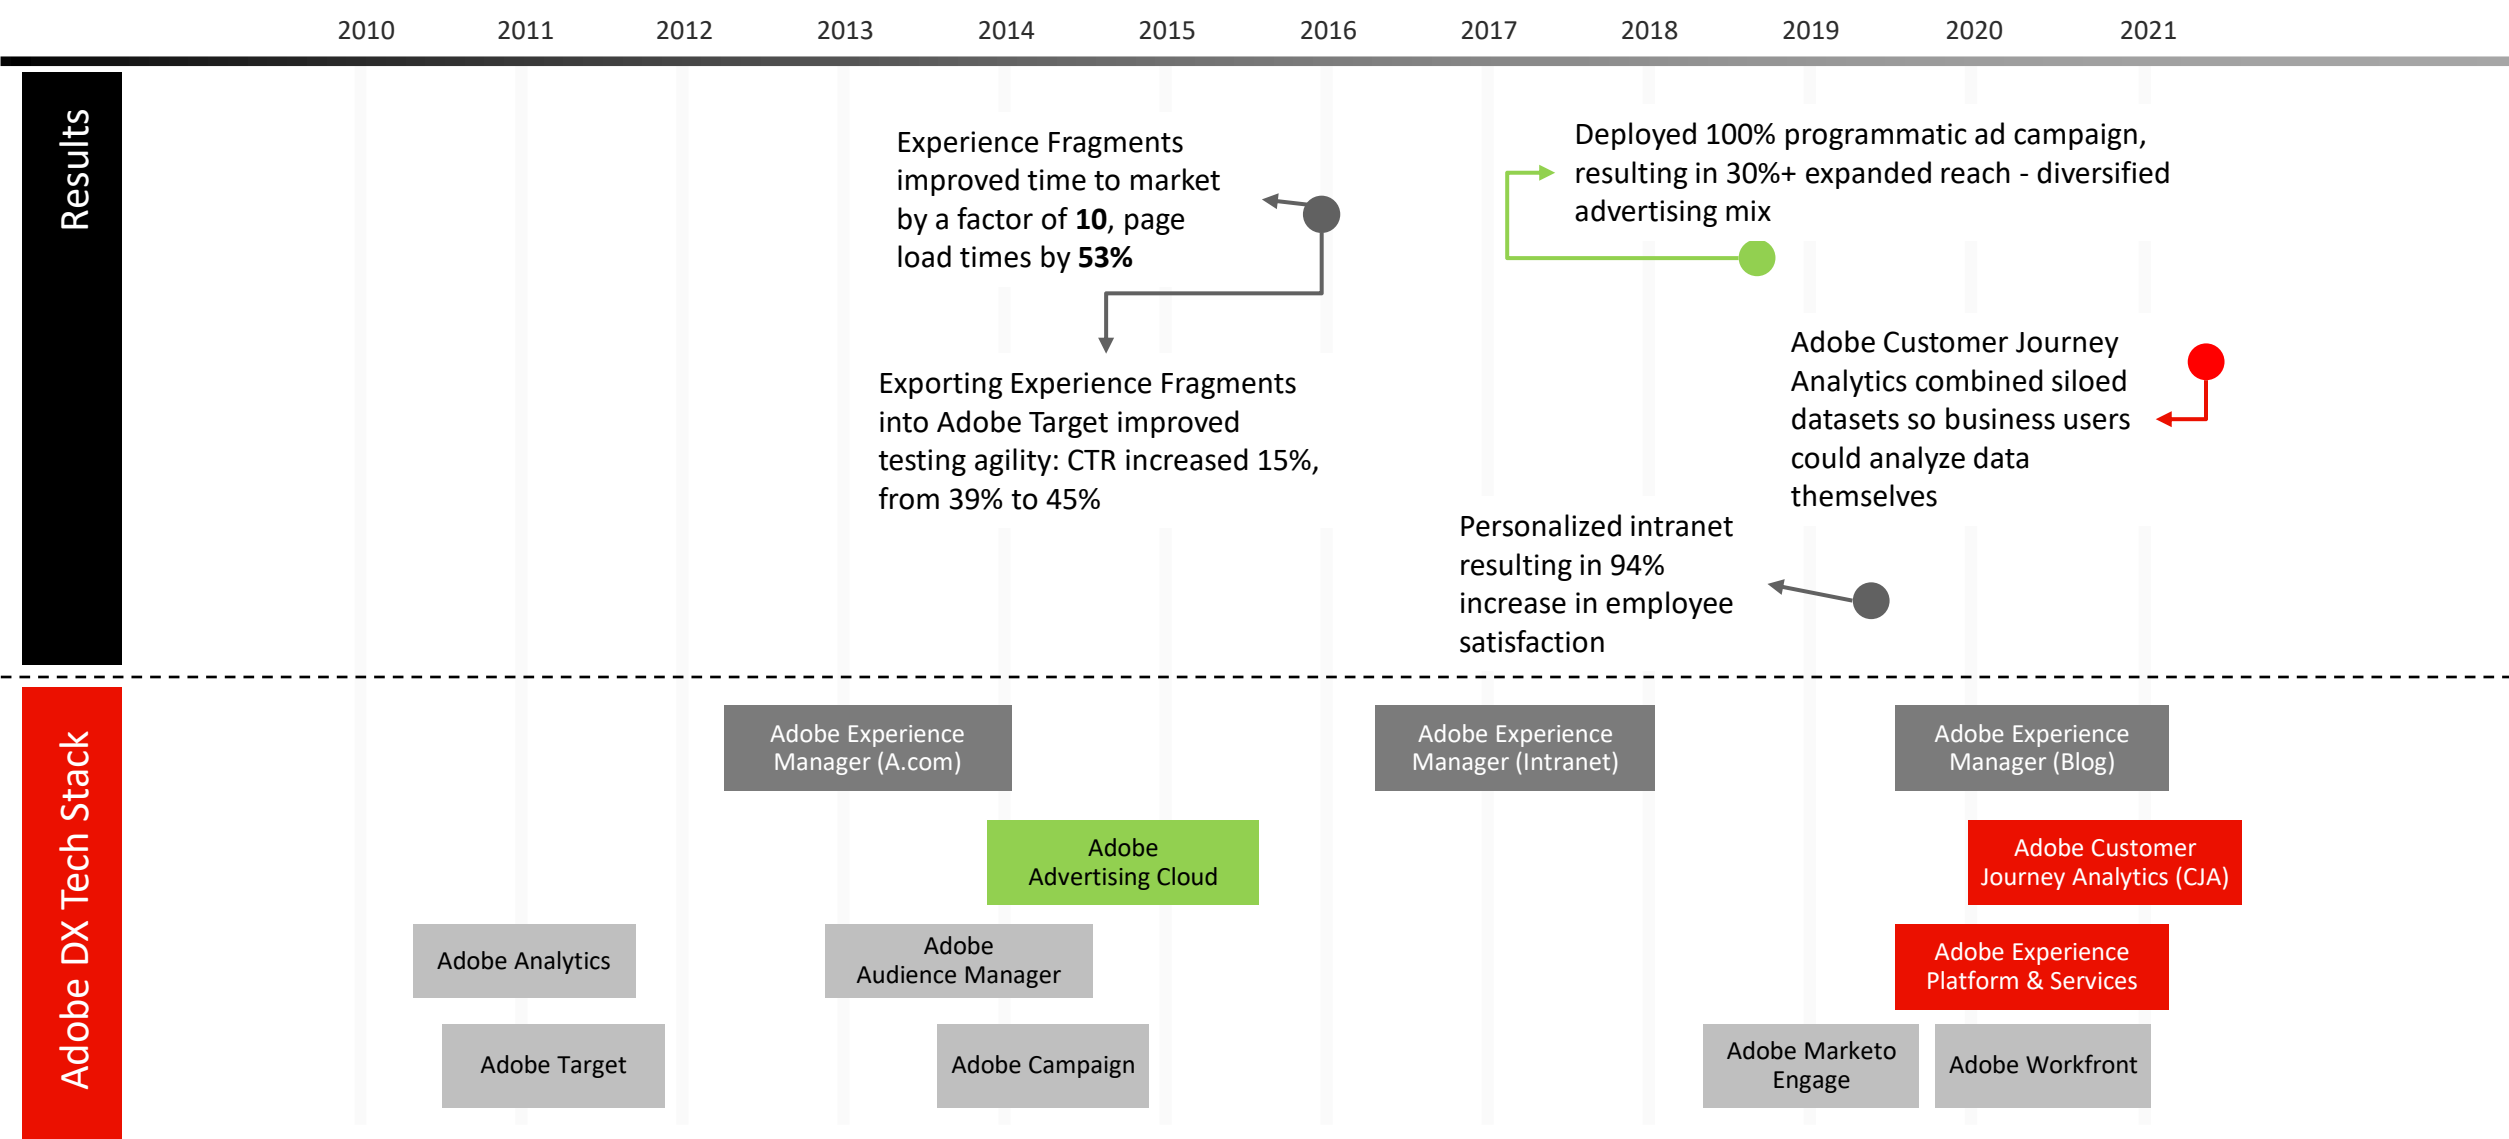 2010 2011 2012 2013 2014 2015 2016 2017 2018 2019 2020 2021
Results
Experience Fragments
improved time to market
by a factor of 10, page
load times by 53%
Deployed 100% programmatic ad campaign,
resulting in 30%+ expanded reach - diversified
advertising mix
Exporting Experience Fragments
into Adobe Target improved
testing agility: CTR increased 15%,
from 39% to 45%
Adobe Customer Journey
Analytics combined siloed
datasets so business users
could analyze data
themselves
Personalized intranet
resulting in 94%
increase in employee
satisfaction
Adobe DX Tech Stack
Adobe Experience
Manager (A.com)
Adobe Experience
Manager (Intranet)
Adobe Experience
Manager (Blog)
Adobe
Advertising Cloud
Adobe Customer
Journey Analytics (CJA)
Adobe Analytics
Adobe
Audience Manager
Adobe Experience
Platform & Services
Adobe Target
Adobe Campaign
Adobe Marketo
Engage
Adobe Workfront